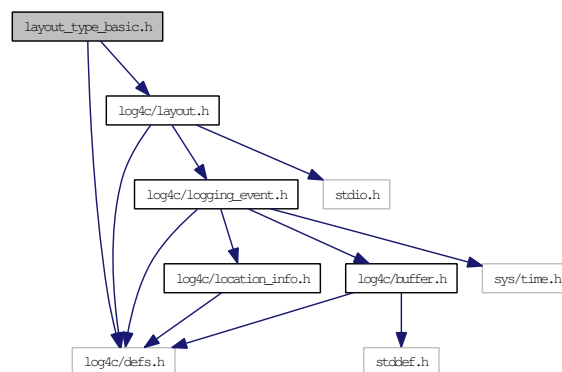 layout_type_basic.h
log4c/layout.h
log4c/logging_event.h
stdio.h
log4c/location_info.h
log4c/buffer.h
sys/time.h
log4c/defs.h
stddef.h